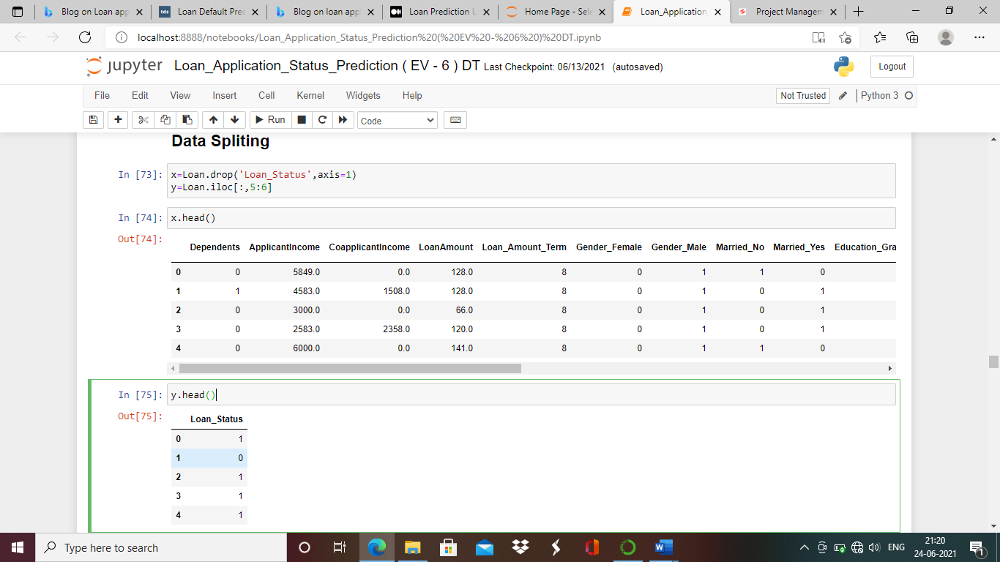 Blog on Loan app
Loan Default Pred
Blog on loan app
Loan Prediction U
Home Page - Sele
Loan_Application
Project Managem
localhost:8888/notebooks/Loan_Application_Status_Prediction%20(%20EV%20-%206%20)%20DT.ipynb
jupyter Loan_Application_Status_Prediction ( EV - 6 ) DT Last Checkpoint: 06/13/2021 (autosaved)
Logout
File Edit View Insert Cell Kernel Widgets Help
Not Trusted
Python 3
Run
Code
Data Spliting
In [73]: x=Loan.drop('Loan_Status',axis=1)
y=Loan.iloc[:,5:6]
In [74]: x.head()
Out[74]:
Dependents ApplicantIncome CoapplicantIncome LoanAmount Loan_Amount_Term Gender_Female Gender_Male Married_No Married_Yes Education_Gra
0 0 5849.0 0.0 128.0 8 0 1 1 0
1 1 4583.0 1508.0 128.0 8 0 1 0 1
2 0 3000.0 0.0 66.0 8 0 1 0 1
3 0 2583.0 2358.0 120.0 8 0 1 0 1
4 0 6000.0 0.0 141.0 8 0 1 1 0
In [75]: y.head()
Out[75]:
Loan_Status
0 1
1 0
2 1
3 1
4 1
Type here to search
ENG
21:20
24-06-2021
1